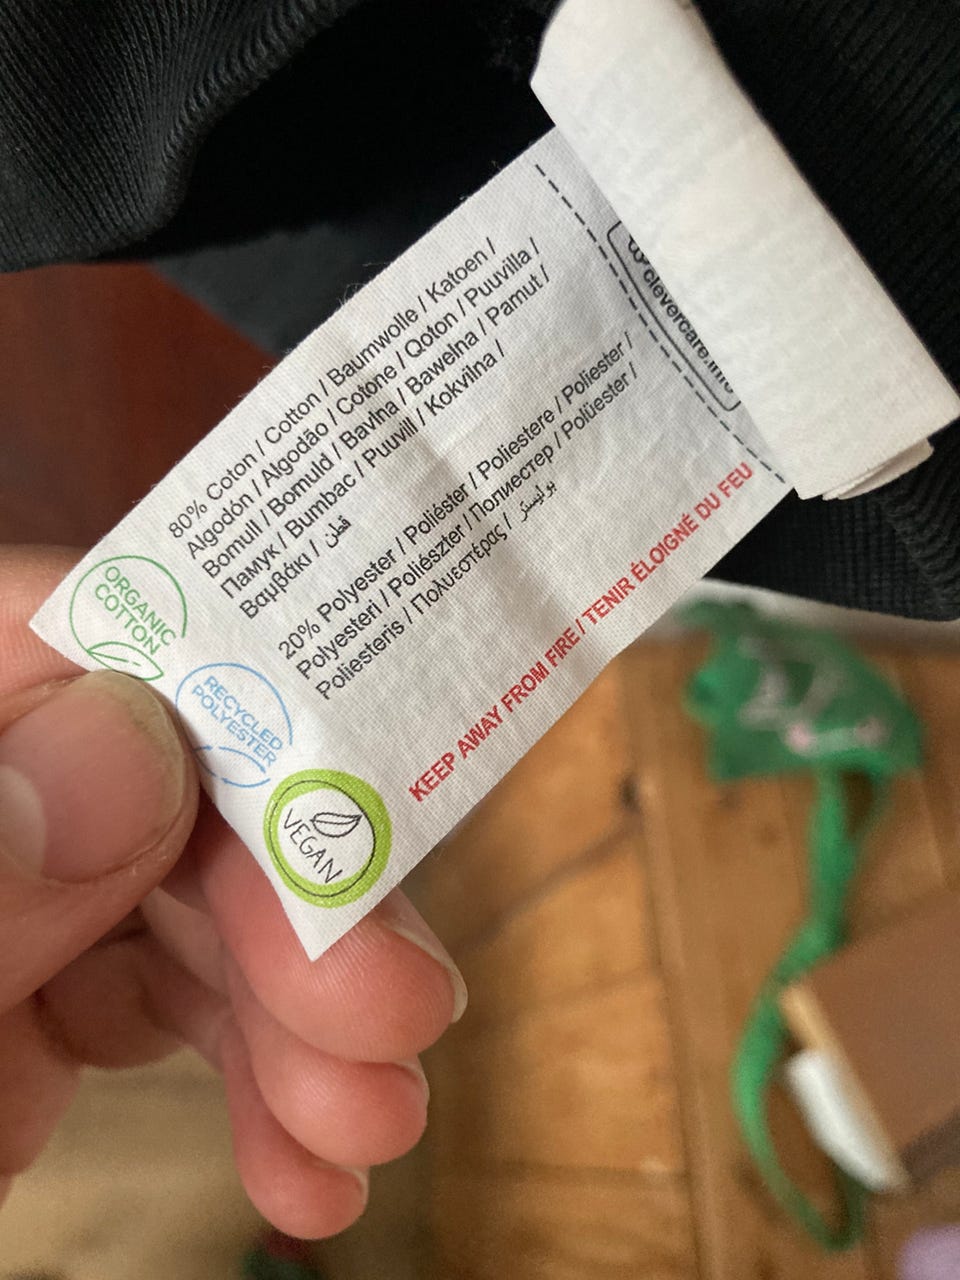 80% Coton / Cotton / Baumwolle / Katoen /
Algodón / Algodão / Cotone / Qoton / Puuvilla /
Bomull / Bomuld / Bavlna / Bawelna / Pamut /
Памук / Bumbac / Puuvill / Kokvilna /
Βαμβάκι / قطن
20% Polyester / Poliéster / Poliestere / Poliester /
Polyesteri / Poliészter / Полиестер / Polüester /
Poliesteris / Πολυεστέρας / بوليستر
KEEP AWAY FROM FIRE / TENIR ÉLOIGNÉ DU FEU
ORGANIC
COTTON
RECYCLED
POLYESTER
VEGAN
clevercare.info